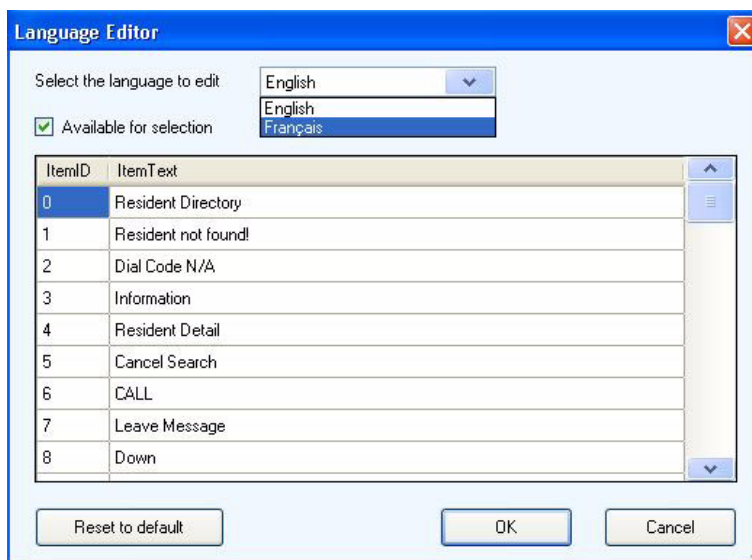 Language Editor
Select the language to edit English
English
Available for selection Français
ItemID ItemText
0 Resident Directory
1 Resident not found!
2 Dial Code N/A
3 Information
4 Resident Detail
5 Cancel Search
6 CALL
7 Leave Message
8 Down
Reset to default OK Cancel